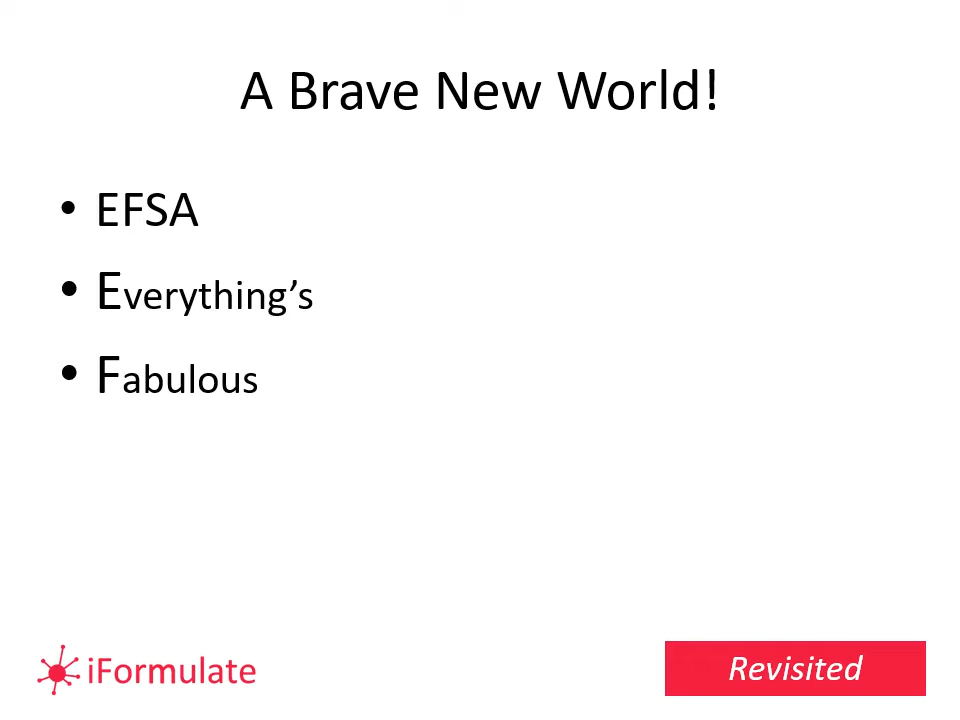 A Brave New World!
• EFSA
• Everything’s
• Fabulous
iFormulate
Revisited